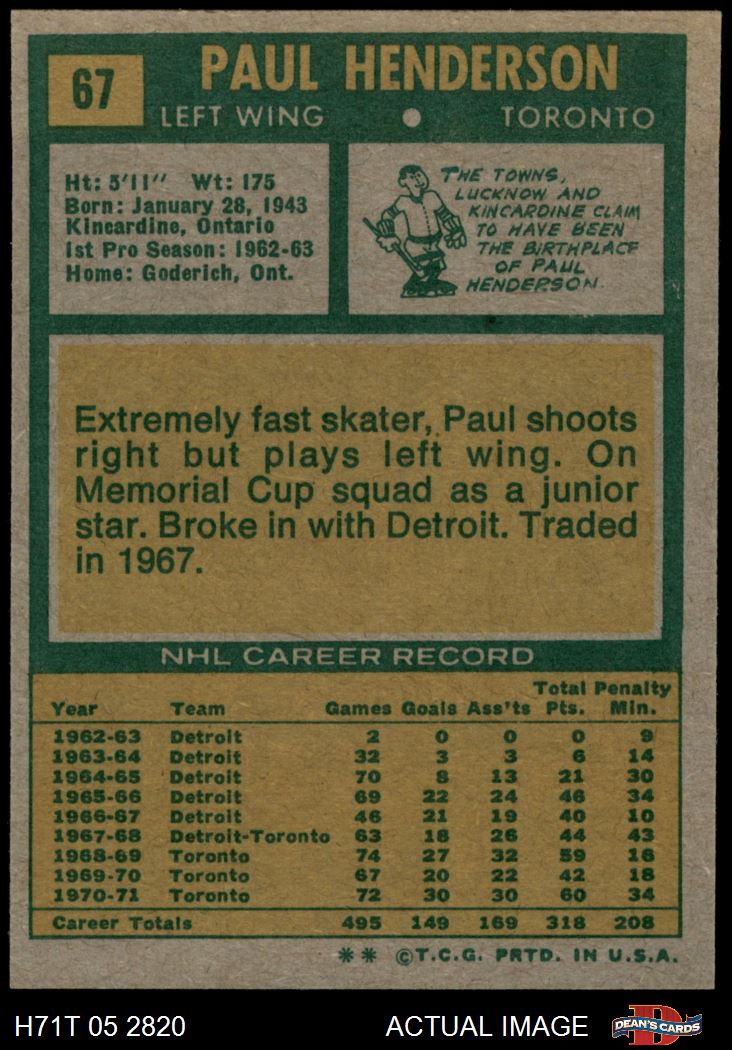 67
PAUL HENDERSON
LEFT WING • TORONTO
Ht: 5'11'' Wt: 175
Born: January 28, 1943
Kincardine, Ontario
1st Pro Season: 1962-63
Home: Goderich, Ont.
THE TOWNS,
LUCKNOW AND
KINCARDINE CLAIM
TO HAVE BEEN
THE BIRTHPLACE
OF PAUL
HENDERSON.
Extremely fast skater, Paul shoots
right but plays left wing. On
Memorial Cup squad as a junior
star. Broke in with Detroit. Traded
in 1967.
NHL CAREER RECORD
Total Penalty
Year Team Games Goals Ass'ts Pts. Min.
1962-63 Detroit 2 0 0 0 9
1963-64 Detroit 32 3 3 6 14
1964-65 Detroit 70 8 13 21 30
1965-66 Detroit 69 22 24 46 34
1966-67 Detroit 46 21 19 40 10
1967-68 Detroit-Toronto 63 18 26 44 43
1968-69 Toronto 74 27 32 59 16
1969-70 Toronto 67 20 22 42 18
1970-71 Toronto 72 30 30 60 34
Career Totals 495 149 169 318 208
** ©T.C.G. PRTD. IN U.S.A.
H71T 05 2820 ACTUAL IMAGE DEAN'S CARDS